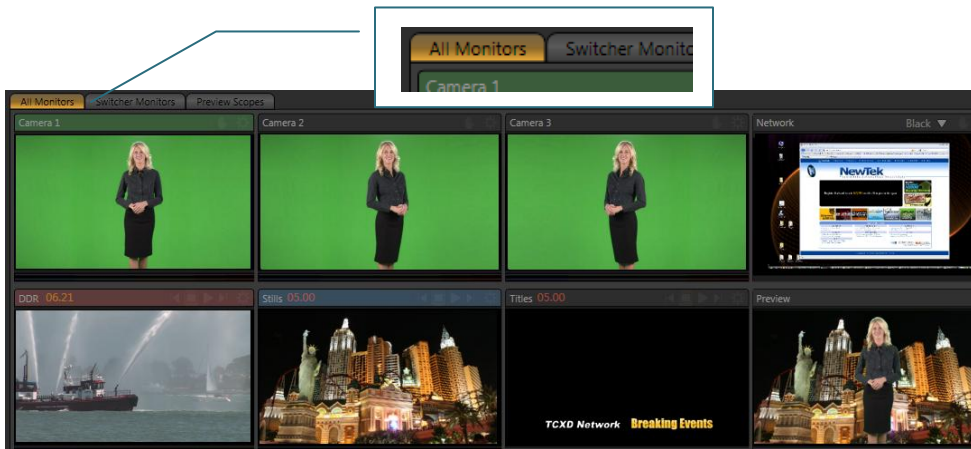 All Monitors Switcher Monito
Camera 1
All Monitors Switcher Monitors Preview Scopes
Camera 1 Camera 2 Camera 3 Network Black
NewTek
DDR 06.21 Stills 05.00 Titles 05.00 Preview
TCXD Network Breaking Events